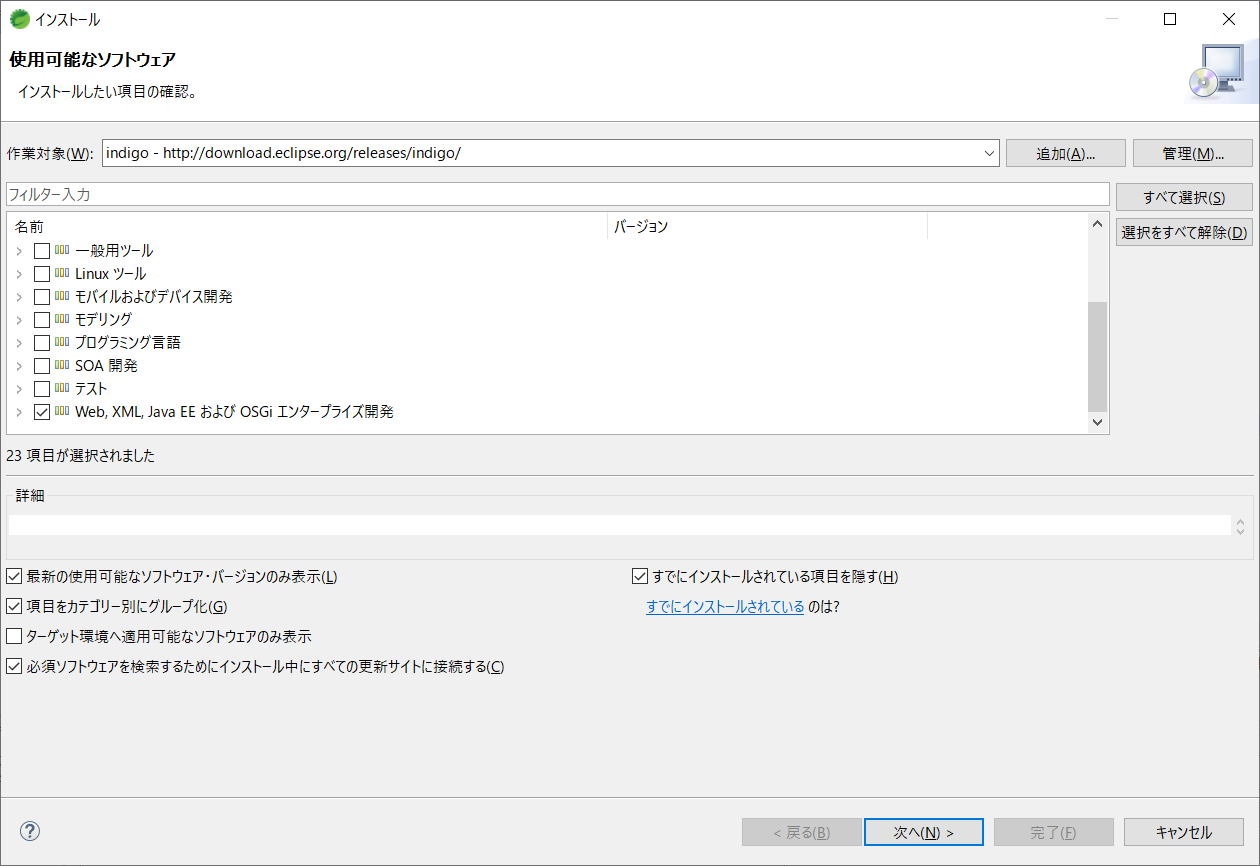 インストール
使用可能なソフトウェア
インストールしたい項目の確認。
作業対象(W): indigo - http://download.eclipse.org/releases/indigo/ 追加(A)... 管理(M)...
フィルター入力 すべて選択(S)
選択をすべて解除(D)
名前 バージョン
一般用ツール
Linux ツール
モバイルおよびデバイス開発
モデリング
プログラミング言語
SOA 開発
テスト
Web, XML, Java EE および OSGi エンタープライズ開発
23 項目が選択されました
詳細
最新の使用可能なソフトウェア・バージョンのみ表示(L) すでにインストールされている項目を隠す(H)
項目をカテゴリー別にグループ化(G) すでにインストールされている のは?
ターゲット環境へ適用可能なソフトウェアのみ表示
必須ソフトウェアを検索するためにインストール中にすべての更新サイトに接続する(C)
? < 戻る(B) 次へ(N) > 完了(F) キャンセル